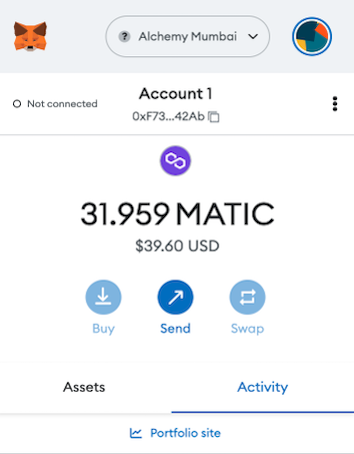 Alchemy Mumbai
Not connected
Account 1
0xF73...42Ab
31.959 MATIC
$39.60 USD
Buy Send Swap
Assets Activity
Portfolio site